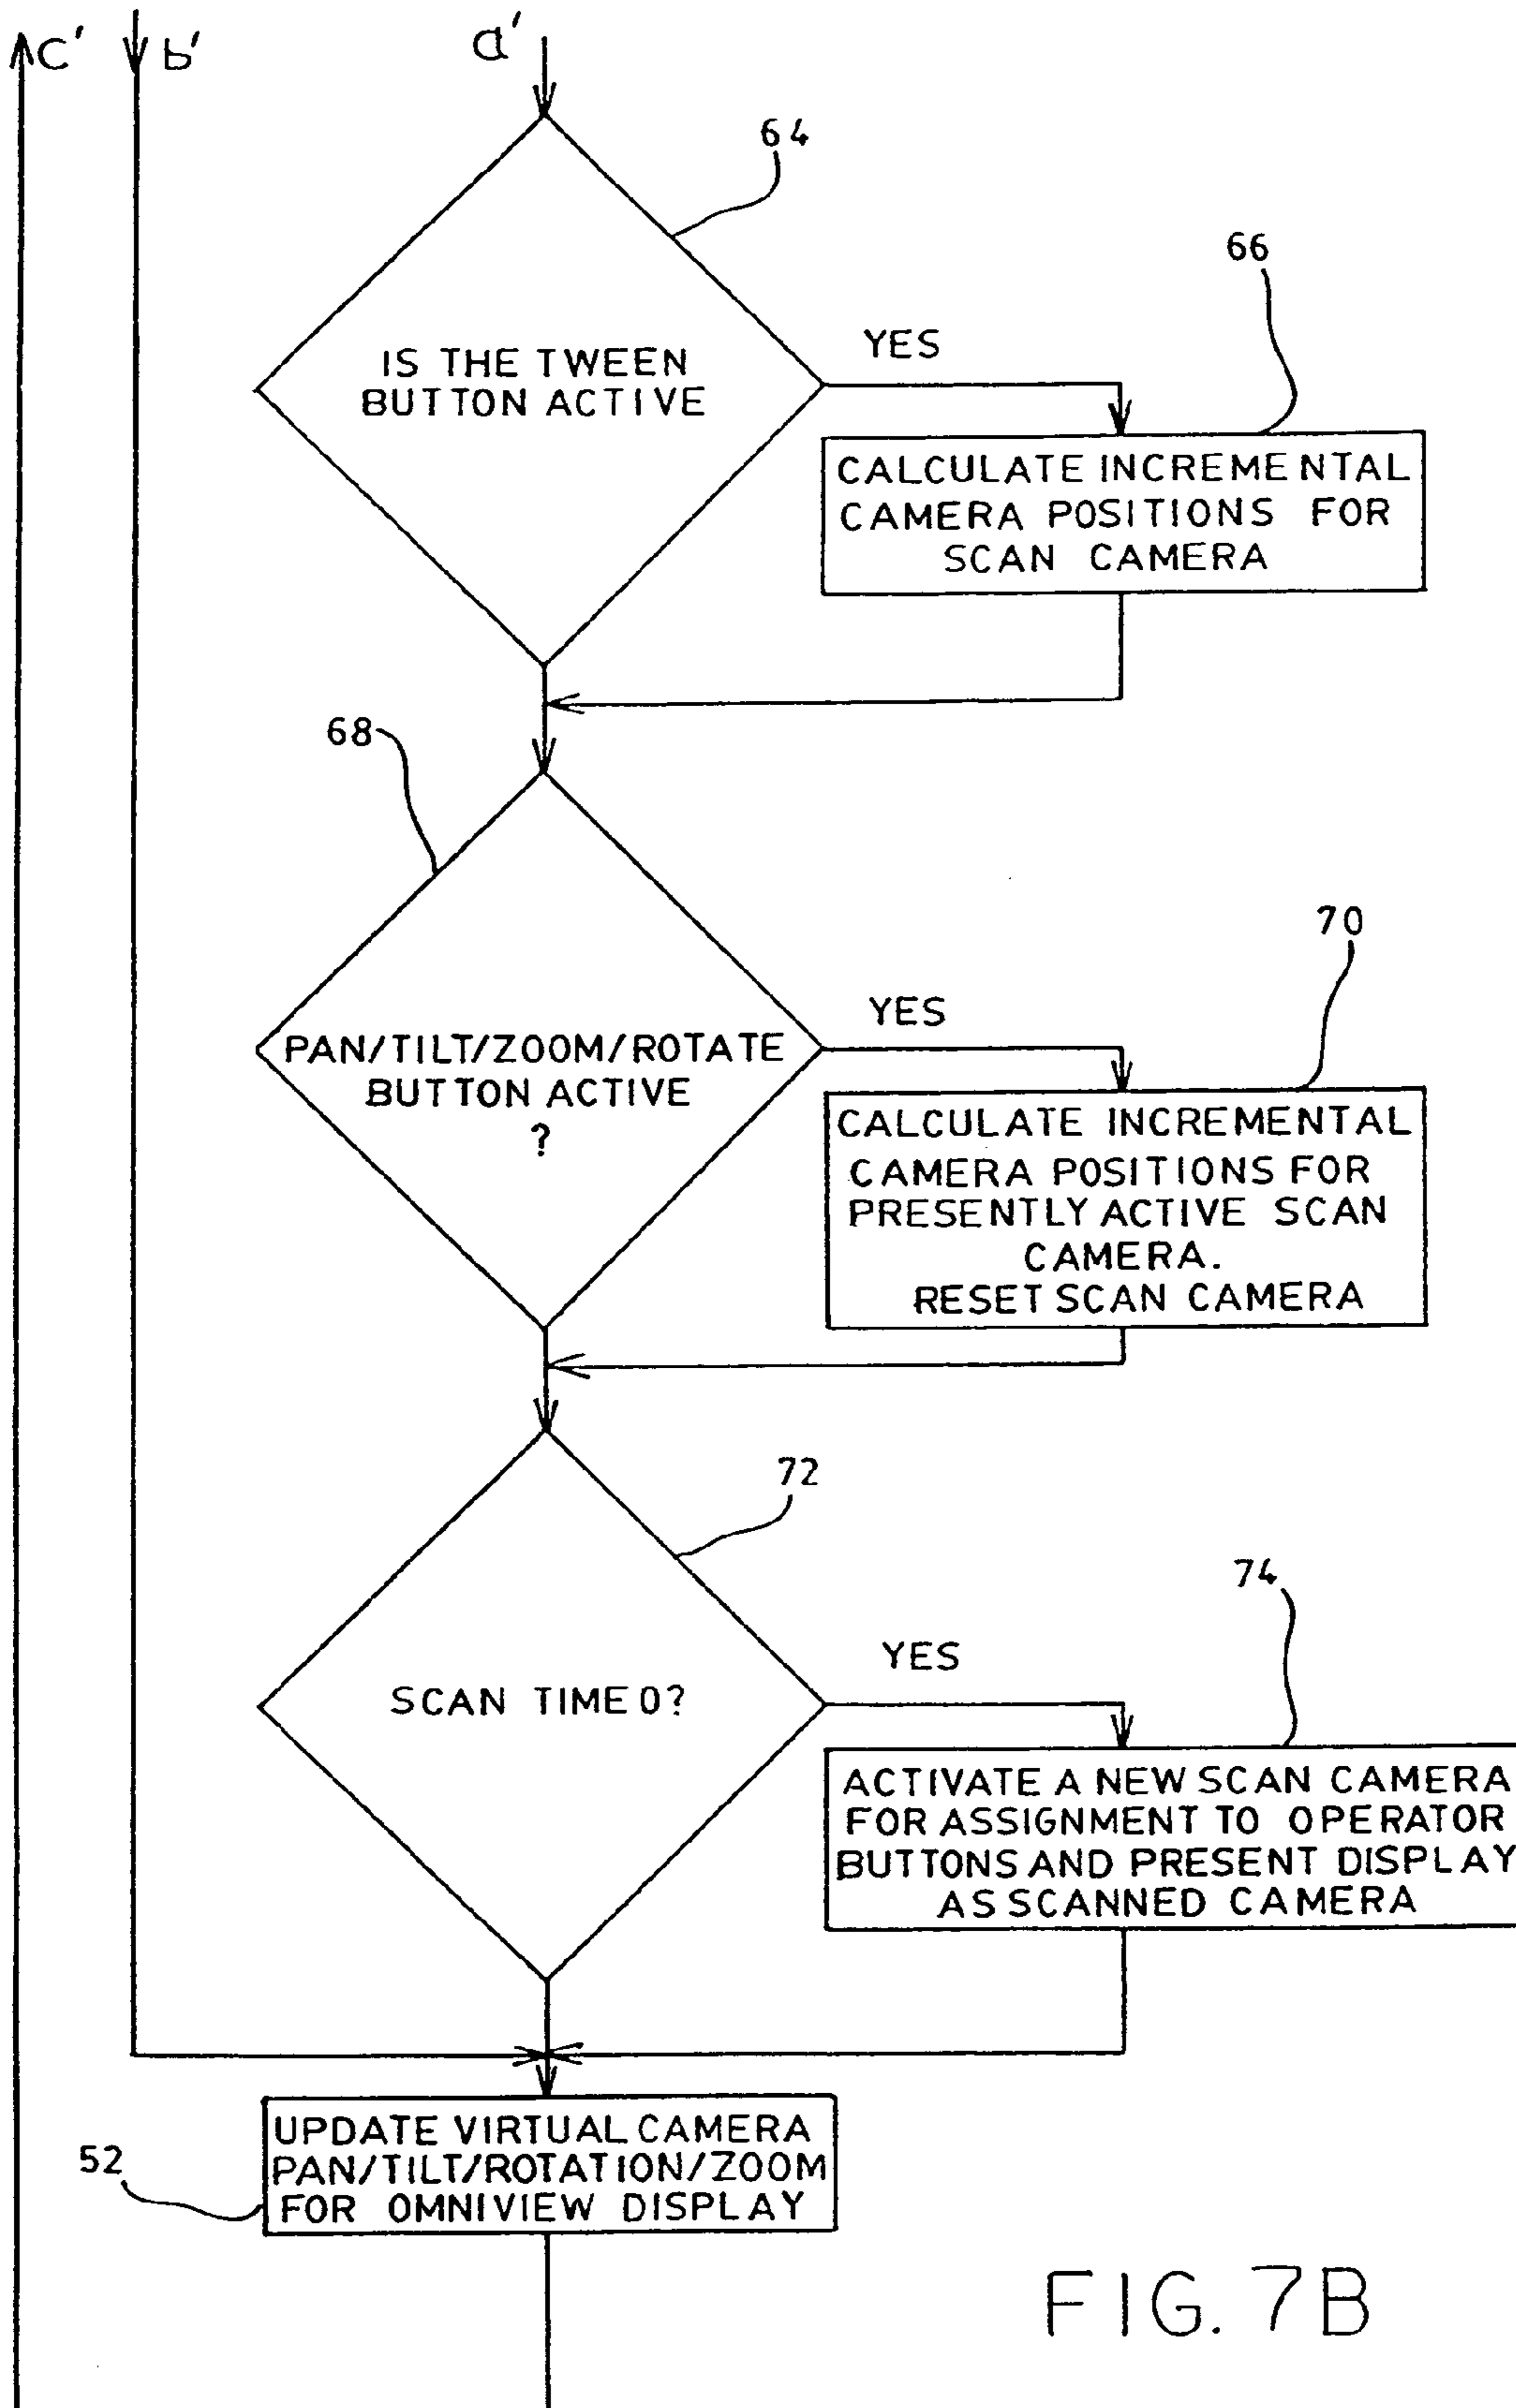 C'
b'
a'
64
66
IS THE TWEEN
BUTTON ACTIVE
YES
CALCULATE INCREMENTAL
CAMERA POSITIONS FOR
SCAN CAMERA
68
70
PAN/TILT/ZOOM/ROTATE
BUTTON ACTIVE
?
YES
CALCULATE INCREMENTAL
CAMERA POSITIONS FOR
PRESENTLY ACTIVE SCAN
CAMERA.
RESET SCAN CAMERA
72
74
SCAN TIME 0?
YES
ACTIVATE A NEW SCAN CAMERA
FOR ASSIGNMENT TO OPERATOR
BUTTONS AND PRESENT DISPLAY
AS SCANNED CAMERA
52
UPDATE VIRTUAL CAMERA
PAN/TILT/ROTATION/ZOOM
FOR OMNIVIEW DISPLAY
FIG. 7B